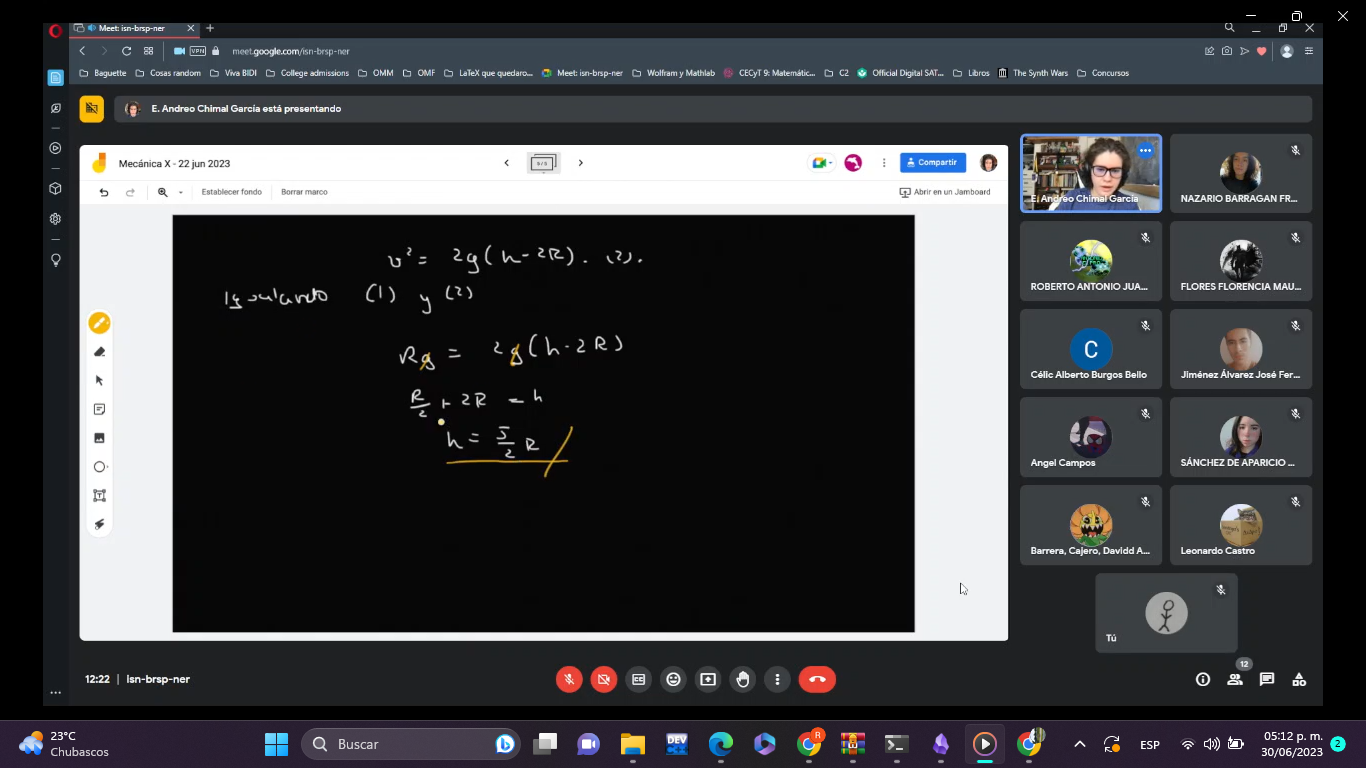 Meet: isn-brsp-ner
VPN meet.google.com/isn-brsp-ner
Baguette Cosas random Viva BIDI College admissions OMM OMF LaTeX que quedaro... Meet: isn-brsp-ner Wolfram y Mathlab CECyT 9: Matemátic... C2 Official Digital SAT... Libros The Synth Wars Concursos
E. Andreo Chimal García está presentando
Mecánica X - 22 jun 2023
5/5
Compartir
Establecer fondo Borrar marco
Abrir en un Jamboard
v² = 2g(h-2R). (2).
Igualando (1) y (2)
Rg = 2g(h-2R)
R/2 + 2R = h
h = 5/2 R
E. Andreo Chimal García
NAZARIO BARRAGAN FR...
ROBERTO ANTONIO JUA...
FLORES FLORENCIA MAU...
C
Célic Alberto Burgos Bello
Jiménez Álvarez José Fer...
Angel Campos
SÁNCHEZ DE APARICIO ...
Barrera, Cajero, Davidd A...
Leonardo Castro
Tú
12:22 isn-brsp-ner
12
23°C
Chubascos
Buscar
DEV
R
ESP
05:12 p. m.
30/06/2023
2